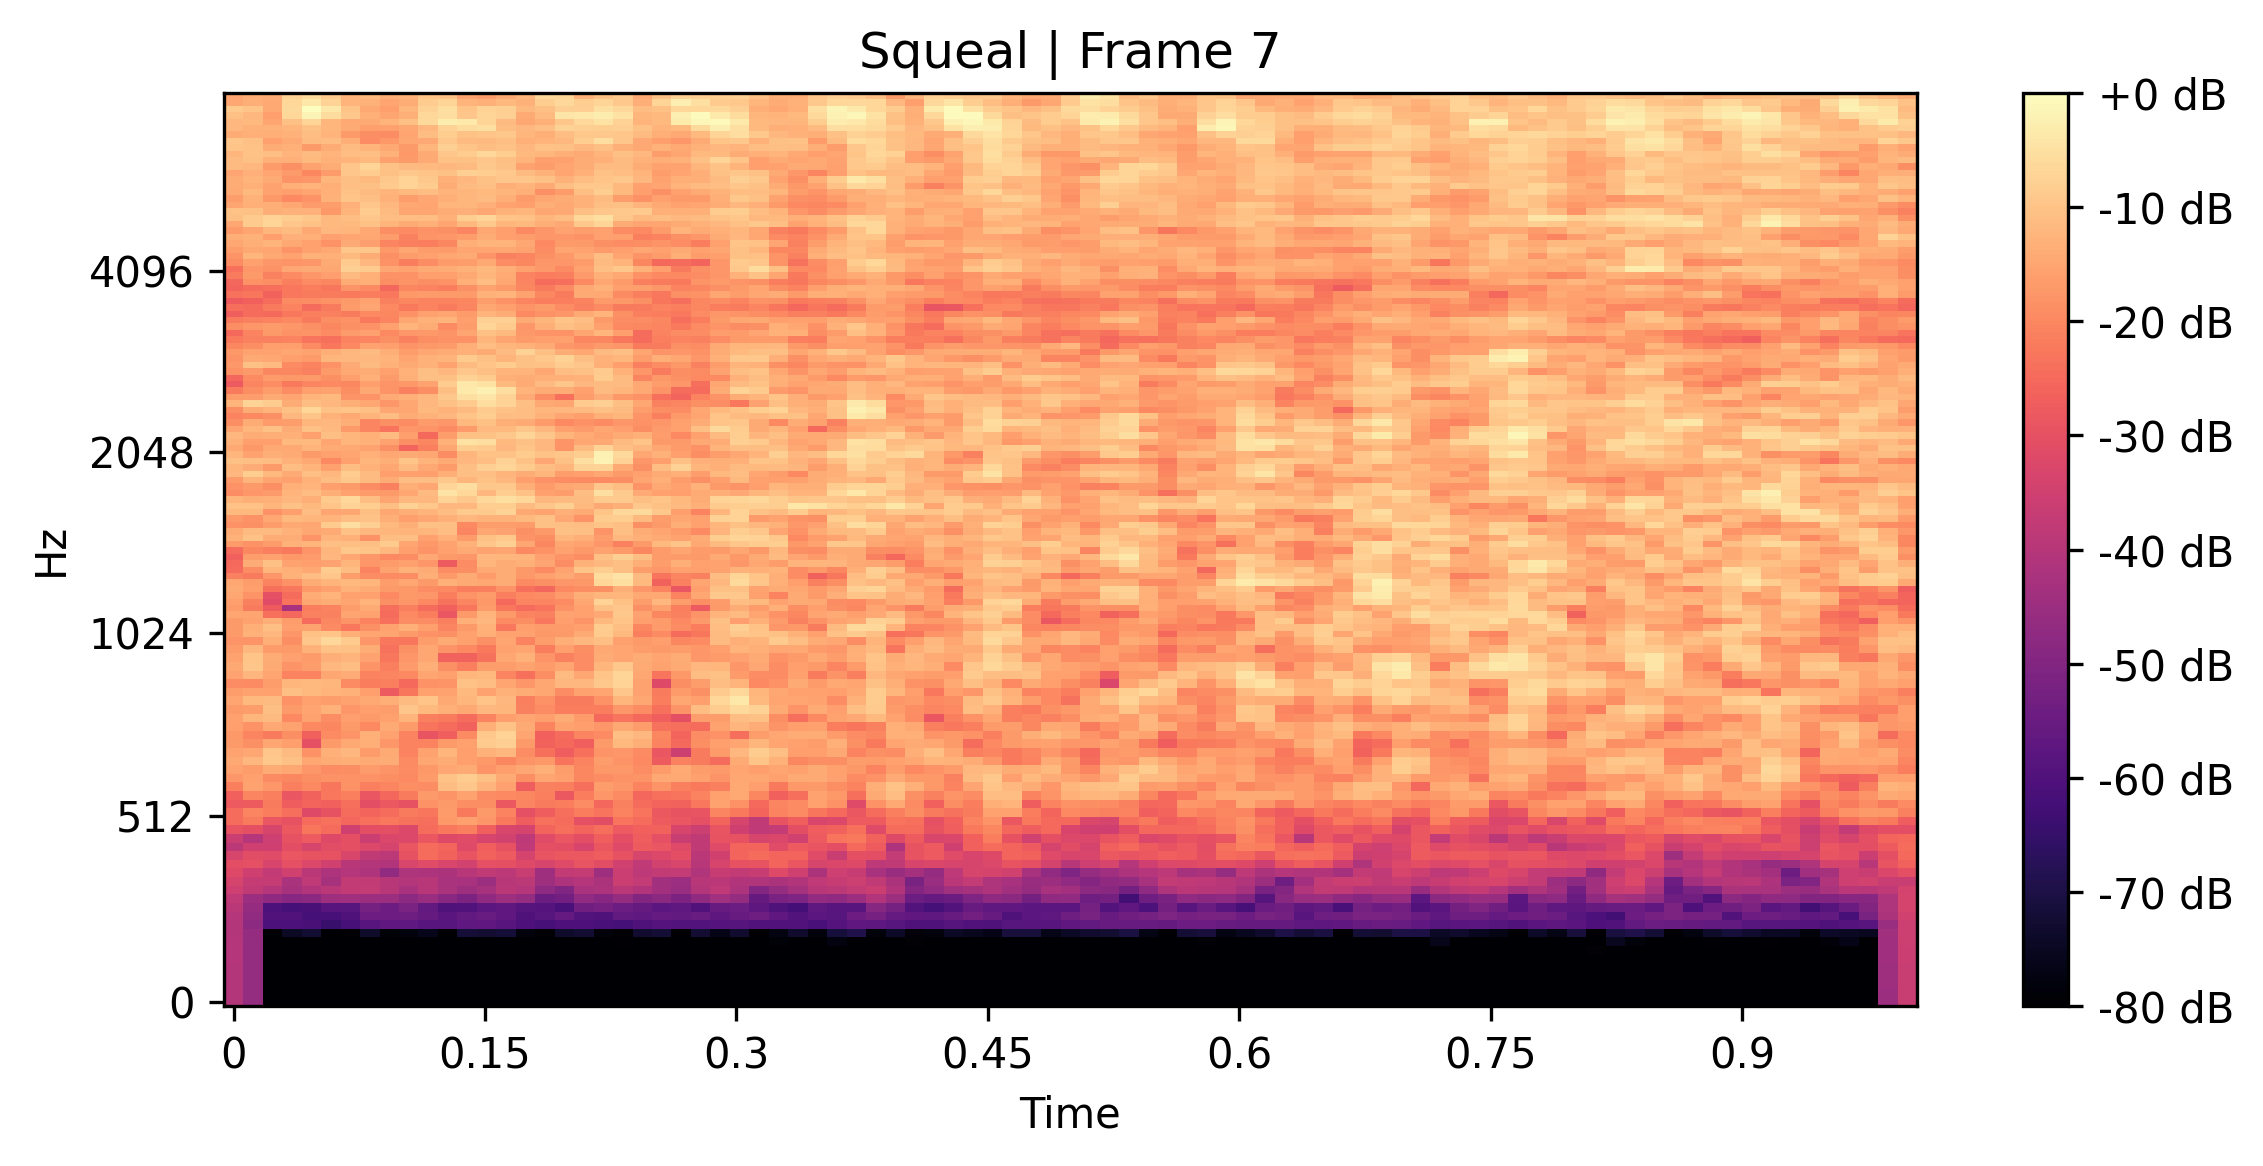 Squeal | Frame 7
Hz
4096
2048
1024
512
0
0 0.15 0.3 0.45 0.6 0.75 0.9
Time
+0 dB
-10 dB
-20 dB
-30 dB
-40 dB
-50 dB
-60 dB
-70 dB
-80 dB